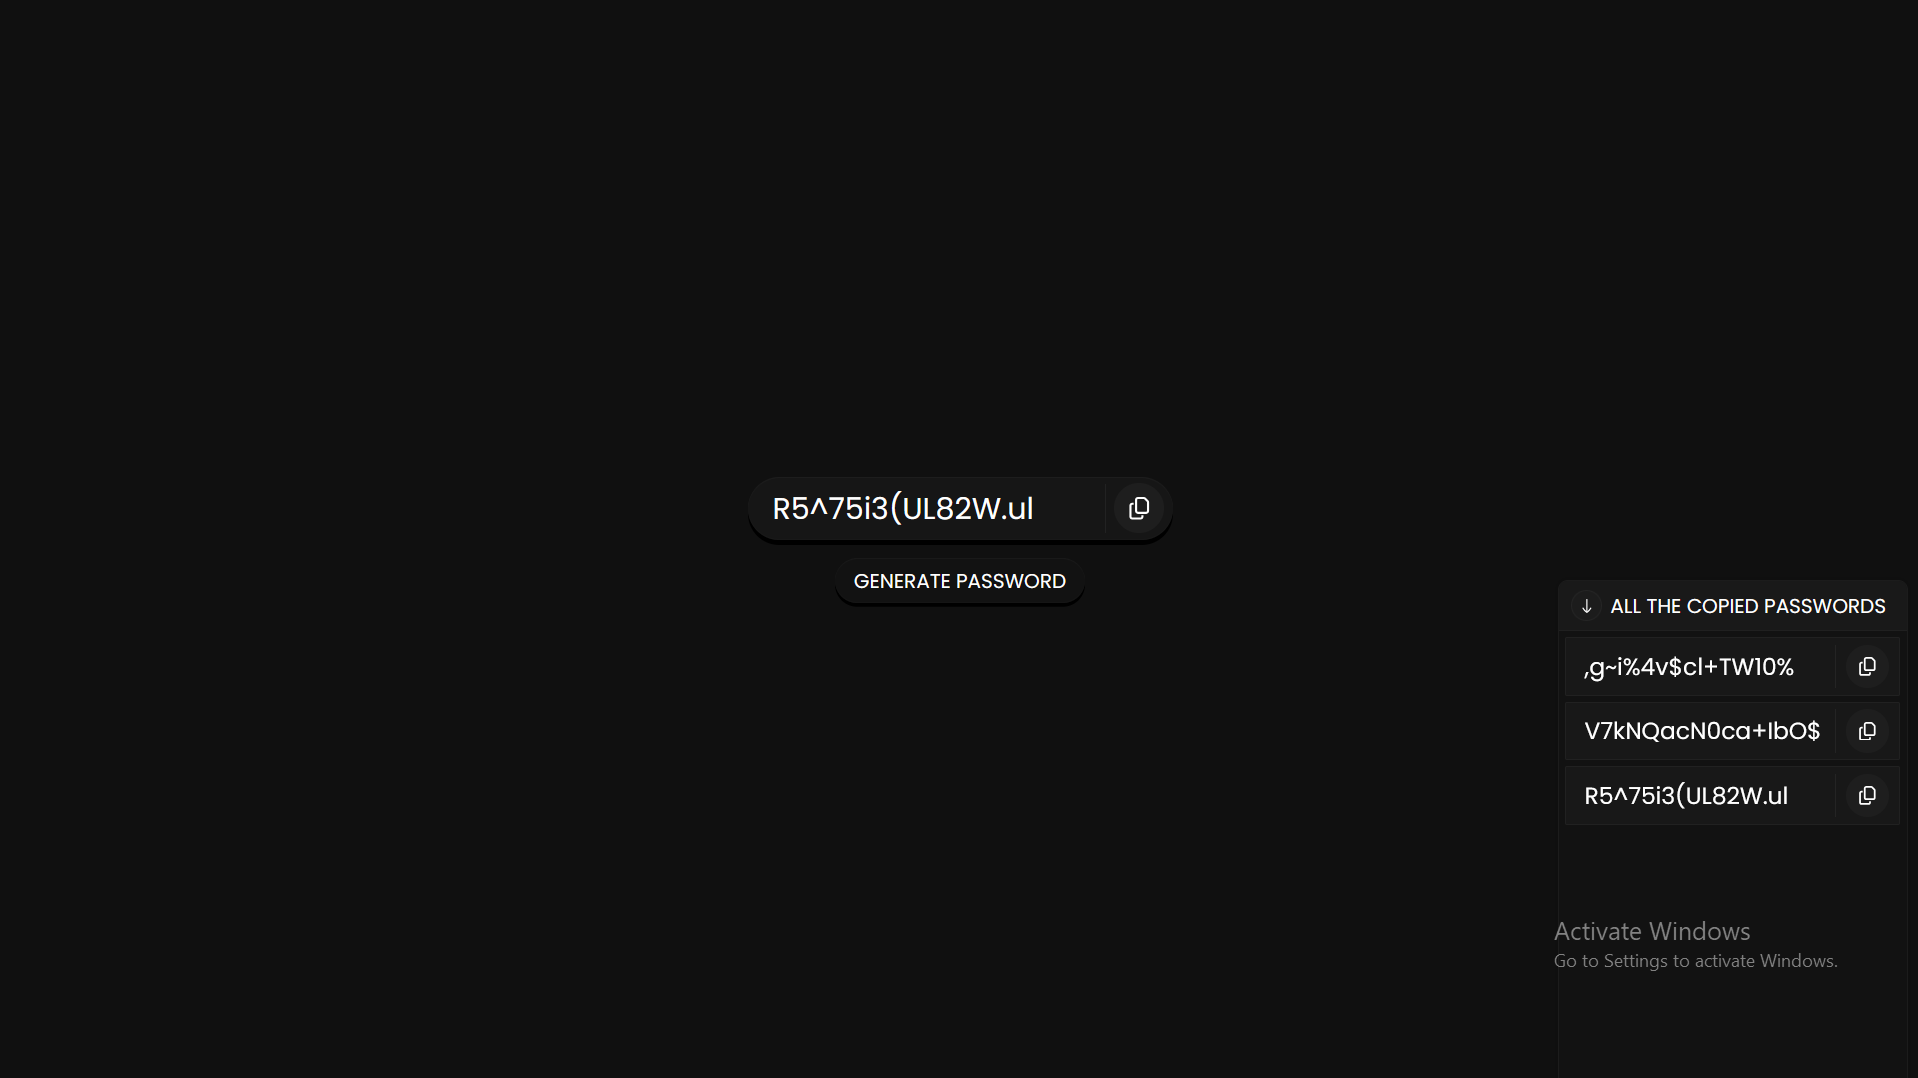 R5^75i3(UL82W.ul
GENERATE PASSWORD
ALL THE COPIED PASSWORDS
,g~i%4v$cl+TW10%
V7kNQacN0ca+IbO$
R5^75i3(UL82W.ul
Activate Windows
Go to Settings to activate Windows.